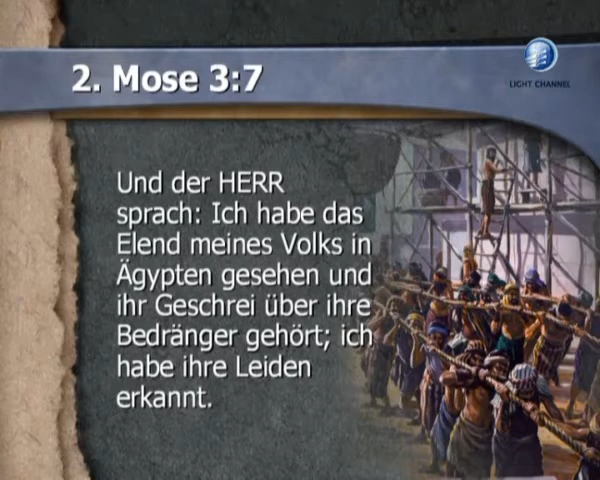 2. Mose 3:7
LIGHT CHANNEL
Und der HERR
sprach: Ich habe das
Elend meines Volks in
Ägypten gesehen und
ihr Geschrei über ihre
Bedränger gehört; ich
habe ihre Leiden
erkannt.